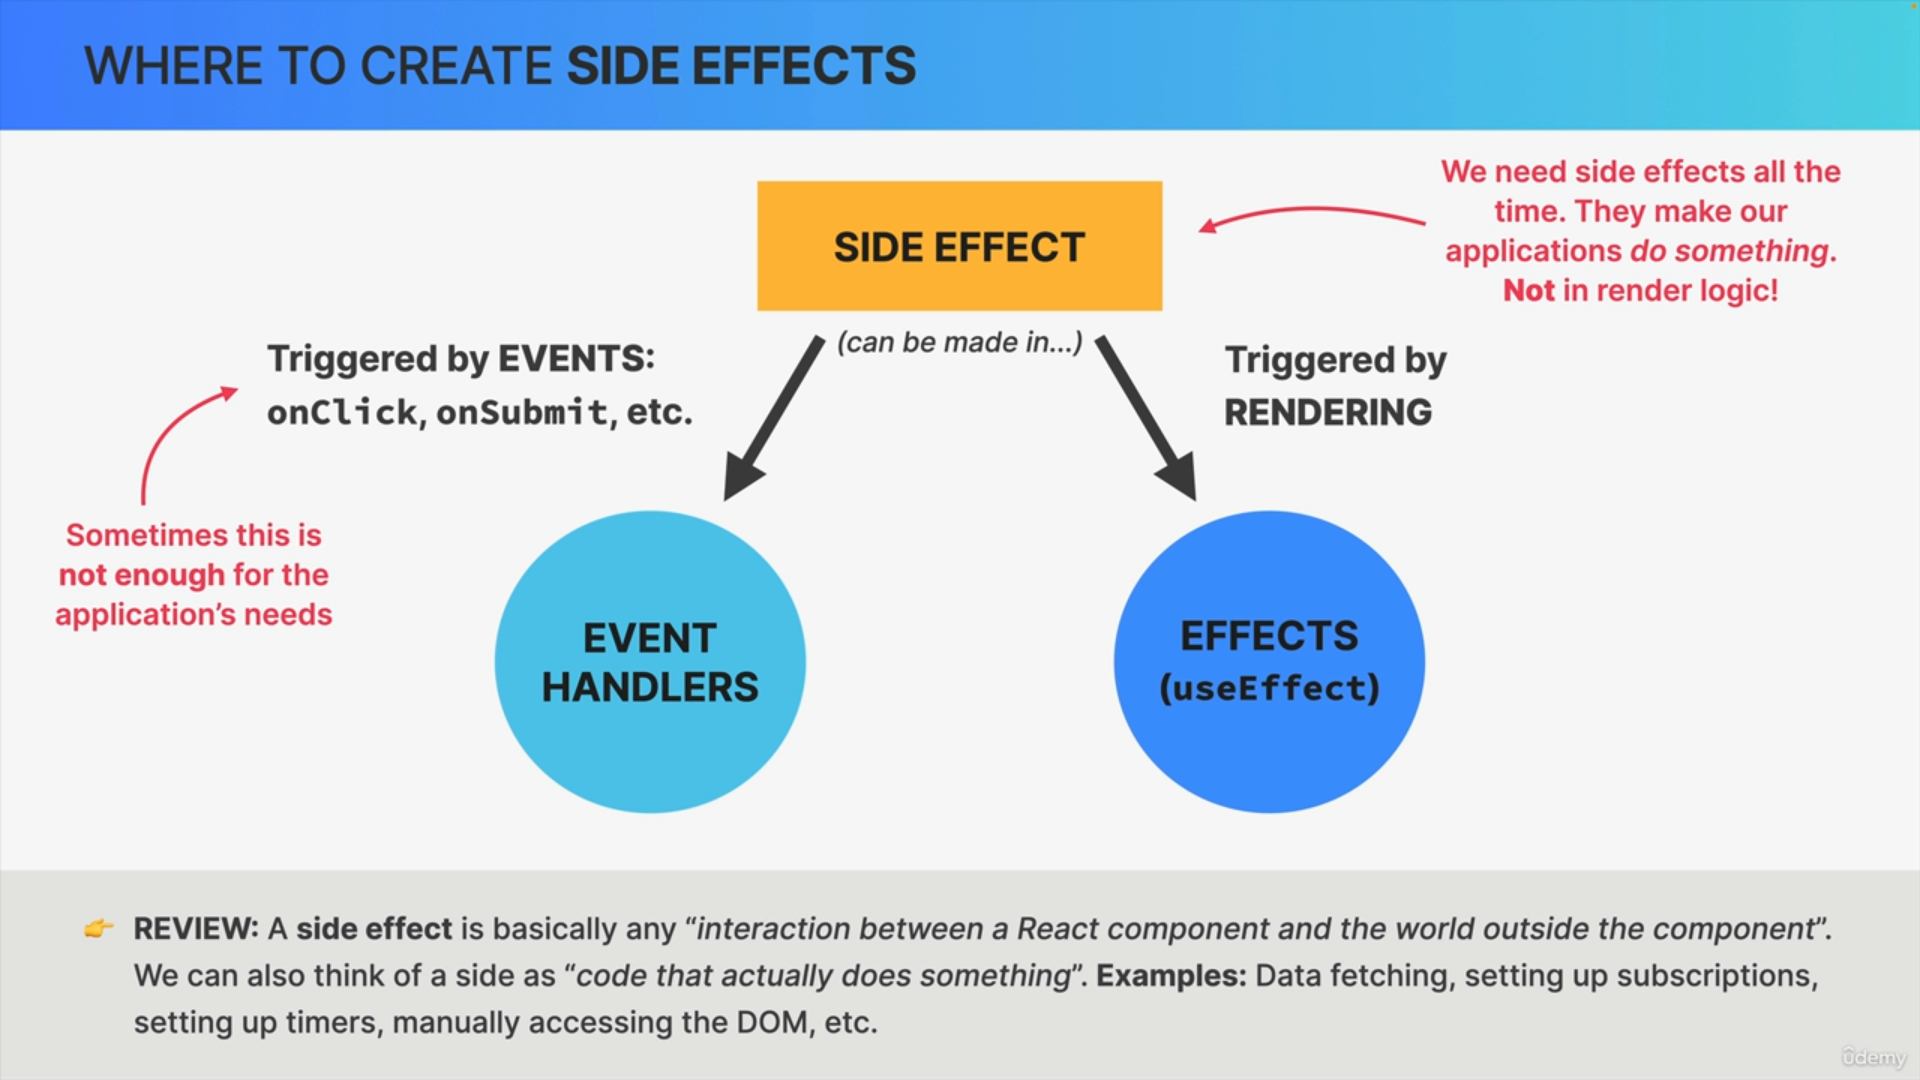 WHERE TO CREATE SIDE EFFECTS
We need side effects all the
time. They make our
applications do something.
Not in render logic!
SIDE EFFECT
(can be made in...)
Triggered by EVENTS:
onClick, onSubmit, etc.
Triggered by
RENDERING
Sometimes this is
not enough for the
application’s needs
EVENT
HANDLERS
EFFECTS
(useEffect)
👉 REVIEW: A side effect is basically any “interaction between a React component and the world outside the component”.
We can also think of a side as “code that actually does something”. Examples: Data fetching, setting up subscriptions,
setting up timers, manually accessing the DOM, etc.
ûdemy